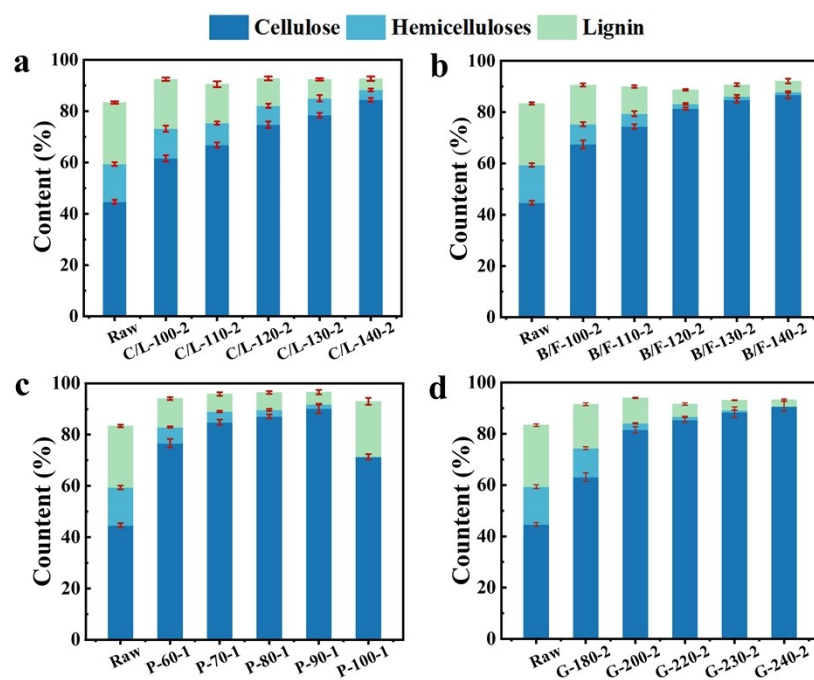 Cellulose Hemicelluloses Lignin
a
Content (%)
100
80
60
40
20
0
Raw C/L-100-2 C/L-110-2 C/L-120-2 C/L-130-2 C/L-140-2
b
Countent (%)
100
80
60
40
20
0
Raw B/F-100-2 B/F-110-2 B/F-120-2 B/F-130-2 B/F-140-2
c
Countent (%)
100
80
60
40
20
0
Raw P-60-1 P-70-1 P-80-1 P-90-1 P-100-1
d
Countent (%)
100
80
60
40
20
0
Raw G-180-2 G-200-2 G-220-2 G-230-2 G-240-2